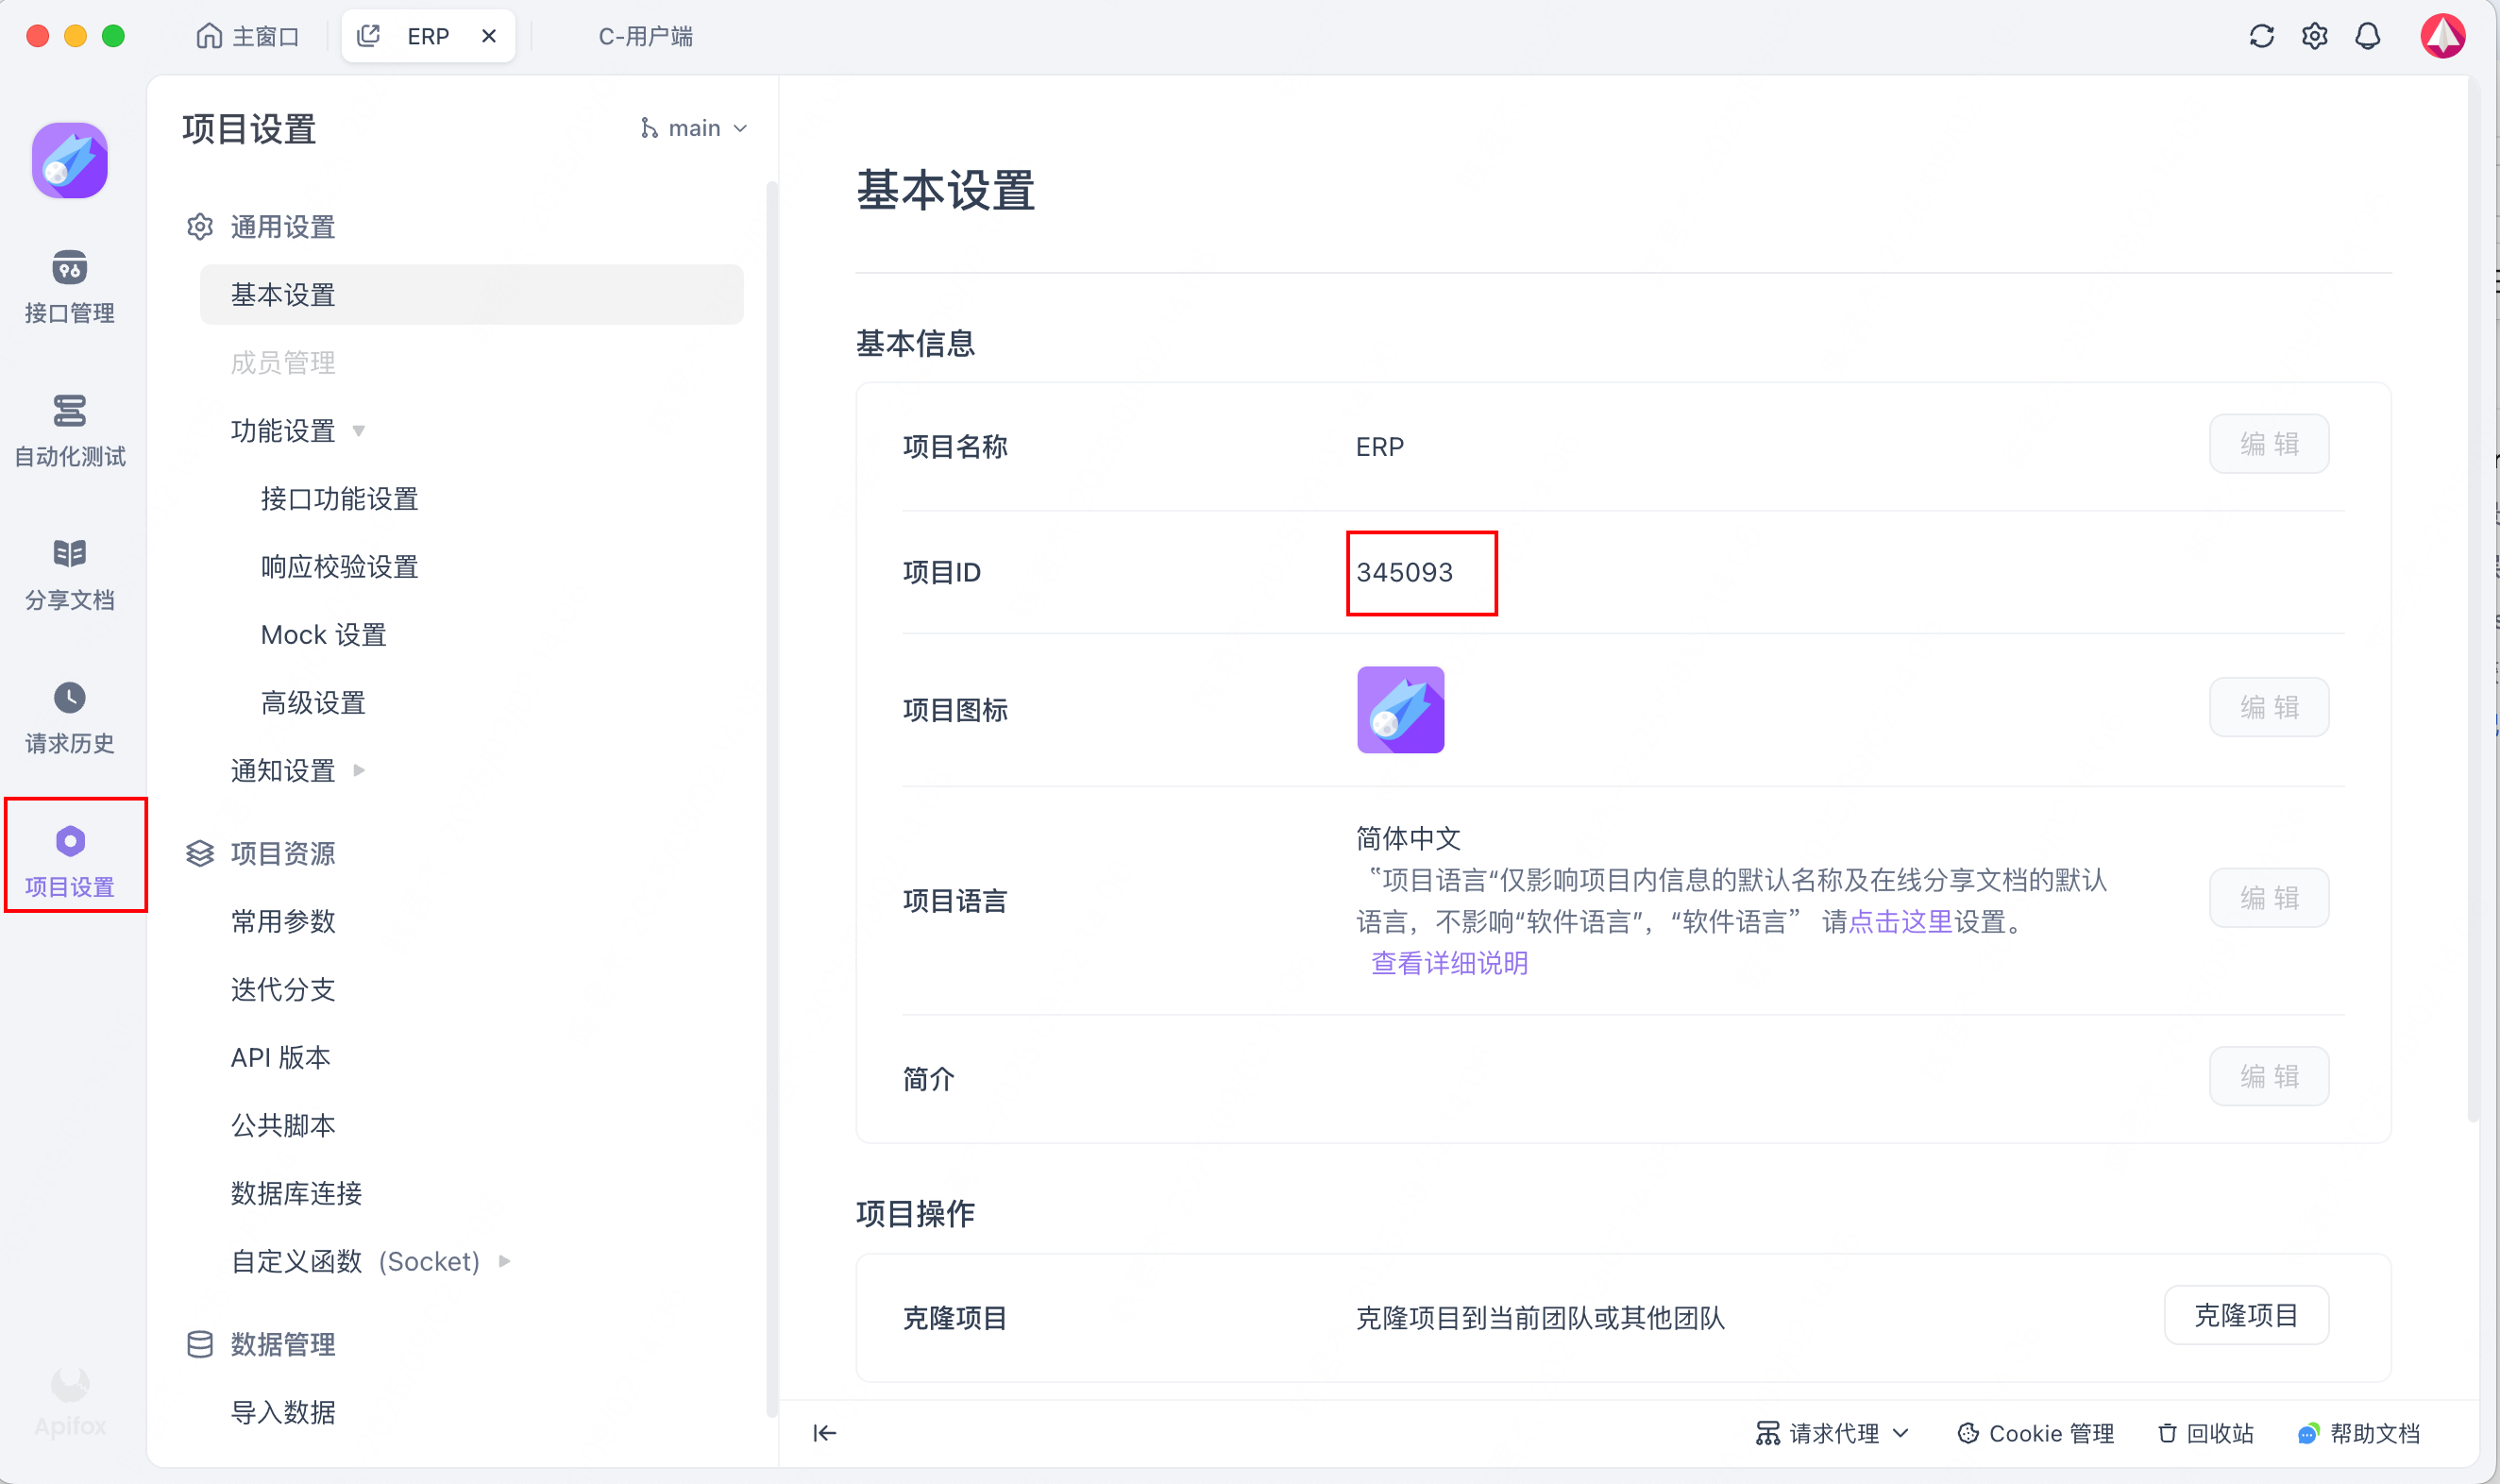 主窗口
ERP
C-用户端
接口管理
自动化测试
分享文档
请求历史
项目设置
Apifox
项目设置
main
通用设置
基本设置
成员管理
功能设置
接口功能设置
响应校验设置
Mock 设置
高级设置
通知设置
项目资源
常用参数
迭代分支
API 版本
公共脚本
数据库连接
自定义函数 (Socket)
数据管理
导入数据
基本设置
基本信息
项目名称
ERP
编辑
项目ID
345093
项目图标
编辑
项目语言
简体中文
〝项目语言“仅影响项目内信息的默认名称及在线分享文档的默认
语言，不影响“软件语言”，“软件语言” 请点击这里设置。
查看详细说明
编辑
简介
编辑
项目操作
克隆项目
克隆项目到当前团队或其他团队
克隆项目
请求代理
Cookie 管理
回收站
帮助文档